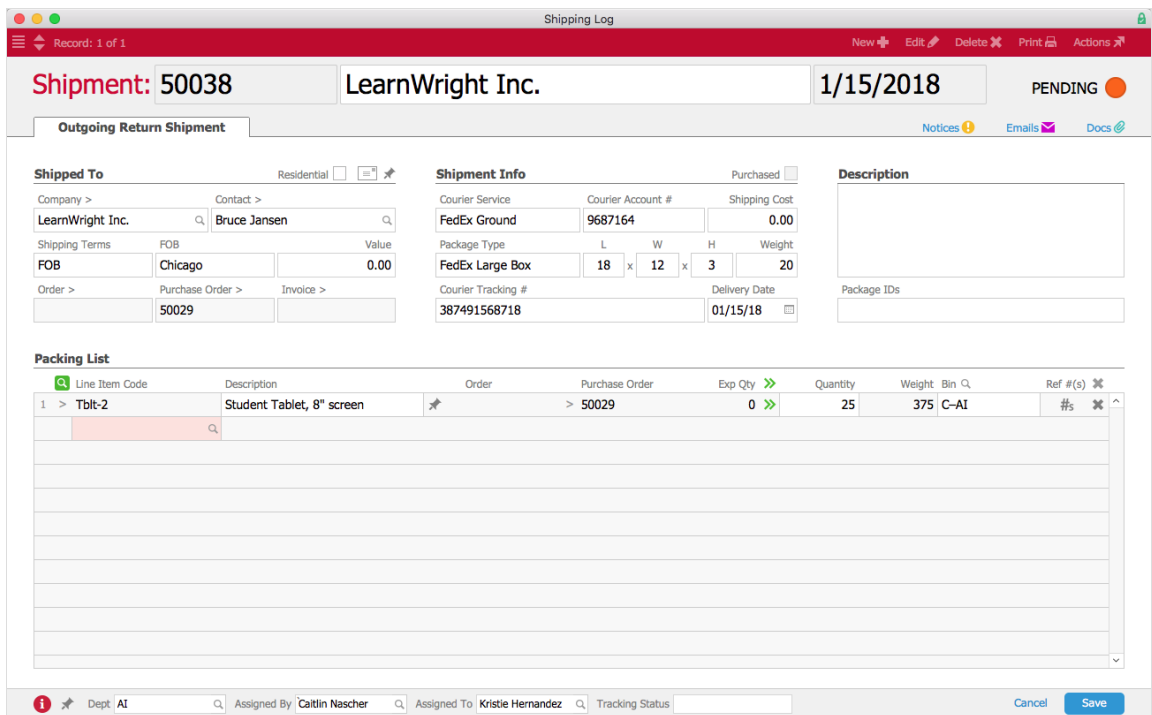 Shipping Log
Record: 1 of 1 New Edit Delete Print Actions
Shipment: 50038 LearnWright Inc. 1/15/2018 PENDING
Outgoing Return Shipment Notices Emails Docs
Shipped To Residential Shipment Info Purchased Description
Company > Contact > Courier Service Courier Account # Shipping Cost
LearnWright Inc. Bruce Jansen FedEx Ground 9687164 0.00
Shipping Terms FOB Value Package Type L W H Weight
FOB Chicago 0.00 FedEx Large Box 18 x 12 x 3 20
Order > Purchase Order > Invoice > Courier Tracking # Delivery Date Package IDs
50029 387491568718 01/15/18
Packing List
Line Item Code Description Order Purchase Order Exp Qty Quantity Weight Bin Ref #(s)
1 > Tblt-2 Student Tablet, 8" screen > 50029 0 25 375 C–AI #s
Dept AI Assigned By `Caitlin Nascher Assigned To Kristie Hernandez Tracking Status Cancel Save